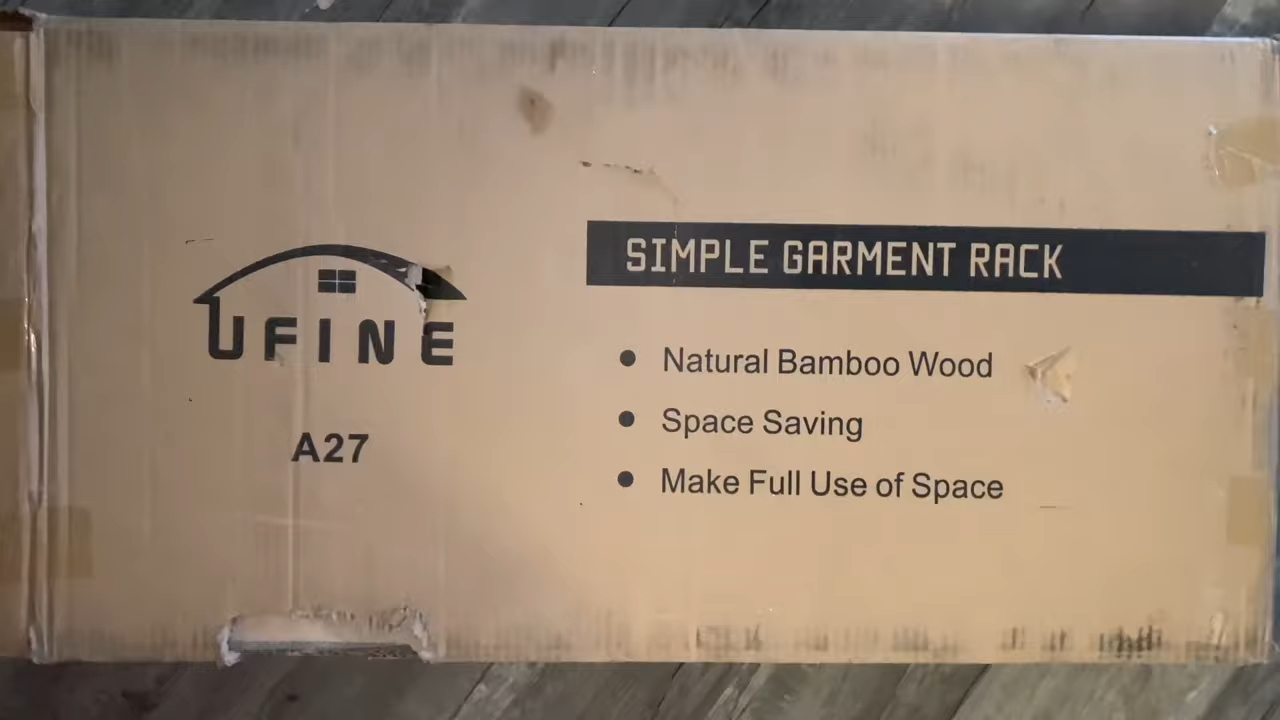 UFINE
A27
SIMPLE GARMENT RACK
● Natural Bamboo Wood
● Space Saving
● Make Full Use of Space